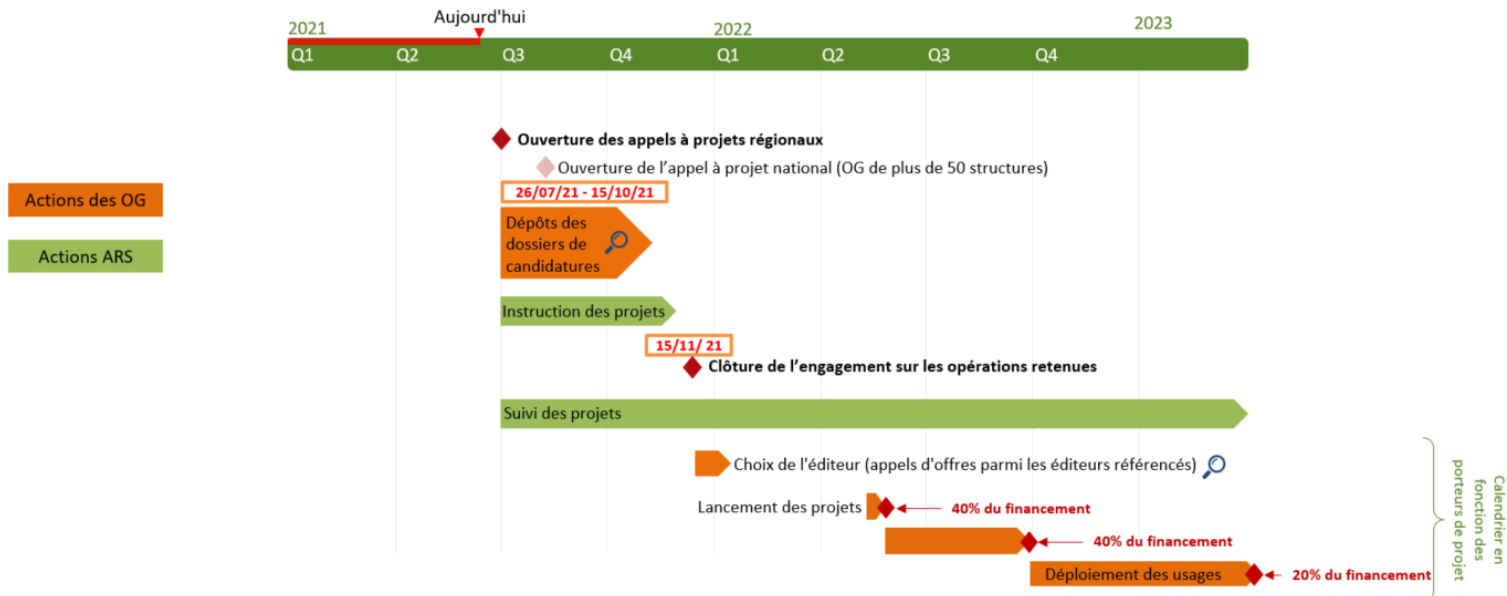 Aujourd'hui
2021
2022
2023
Q1
Q2
Q3
Q4
Q1
Q2
Q3
Q4
Ouverture des appels à projets régionaux
Ouverture de l'appel à projet national (OG de plus de 50 structures)
26/07/21 - 15/10/21
Actions des OG
Dépôts des
dossiers de
candidatures
Actions ARS
Instruction des projets
15/11/ 21
Clôture de l'engagement sur les opérations retenues
Suivi des projets
Choix de l'éditeur (appels d'offres parmi les éditeurs référencés)
Lancement des projets
40% du financement
40% du financement
Déploiement des usages
20% du financement
Calendrier en
fonction des
porteurs de projet